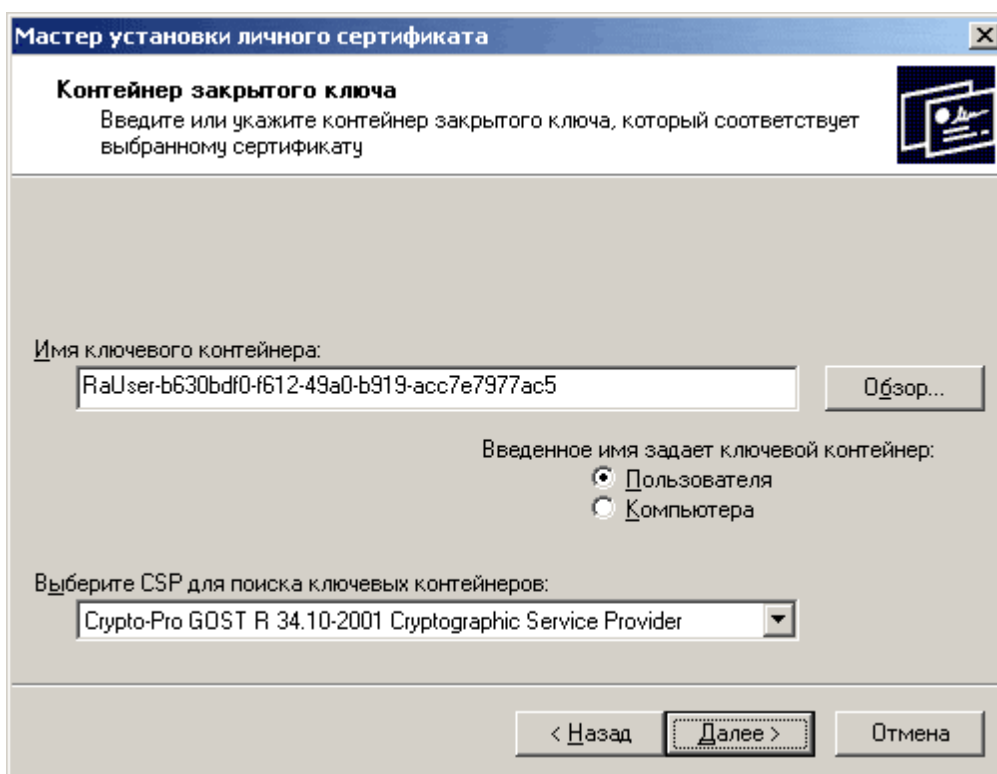 Мастер установки личного сертификата
Контейнер закрытого ключа
Введите или укажите контейнер закрытого ключа, который соответствует
выбранному сертификату
Имя ключевого контейнера:
RaUser-b630bdf0-f612-49a0-b919-acc7e7977ac5
Обзор...
Введенное имя задает ключевой контейнер:
Пользователя
Компьютера
Выберите CSP для поиска ключевых контейнеров:
Crypto-Pro GOST R 34.10-2001 Cryptographic Service Provider
< Назад Далее > Отмена